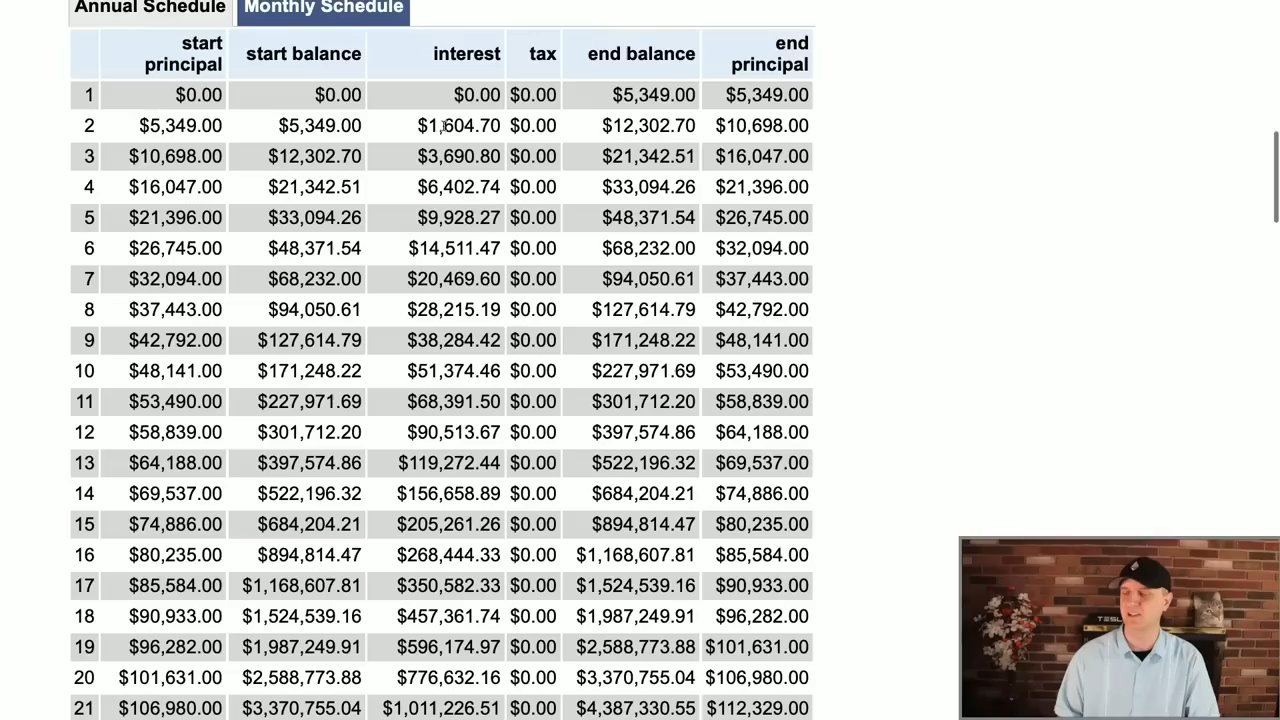 Annual Schedule Monthly Schedule
start principal start balance interest tax end balance end principal
1 $0.00 $0.00 $0.00 $0.00 $5,349.00 $5,349.00
2 $5,349.00 $5,349.00 $1,604.70 $0.00 $12,302.70 $10,698.00
3 $10,698.00 $12,302.70 $3,690.80 $0.00 $21,342.51 $16,047.00
4 $16,047.00 $21,342.51 $6,402.74 $0.00 $33,094.26 $21,396.00
5 $21,396.00 $33,094.26 $9,928.27 $0.00 $48,371.54 $26,745.00
6 $26,745.00 $48,371.54 $14,511.47 $0.00 $68,232.00 $32,094.00
7 $32,094.00 $68,232.00 $20,469.60 $0.00 $94,050.61 $37,443.00
8 $37,443.00 $94,050.61 $28,215.19 $0.00 $127,614.79 $42,792.00
9 $42,792.00 $127,614.79 $38,284.42 $0.00 $171,248.22 $48,141.00
10 $48,141.00 $171,248.22 $51,374.46 $0.00 $227,971.69 $53,490.00
11 $53,490.00 $227,971.69 $68,391.50 $0.00 $301,712.20 $58,839.00
12 $58,839.00 $301,712.20 $90,513.67 $0.00 $397,574.86 $64,188.00
13 $64,188.00 $397,574.86 $119,272.44 $0.00 $522,196.32 $69,537.00
14 $69,537.00 $522,196.32 $156,658.89 $0.00 $684,204.21 $74,886.00
15 $74,886.00 $684,204.21 $205,261.26 $0.00 $894,814.47 $80,235.00
16 $80,235.00 $894,814.47 $268,444.33 $0.00 $1,168,607.81 $85,584.00
17 $85,584.00 $1,168,607.81 $350,582.33 $0.00 $1,524,539.16 $90,933.00
18 $90,933.00 $1,524,539.16 $457,361.74 $0.00 $1,987,249.91 $96,282.00
19 $96,282.00 $1,987,249.91 $596,174.97 $0.00 $2,588,773.88 $101,631.00
20 $101,631.00 $2,588,773.88 $776,632.16 $0.00 $3,370,755.04 $106,980.00
21 $106,980.00 $3,370,755.04 $1,011,226.51 $0.00 $4,387,330.55 $112,329.00
TESL